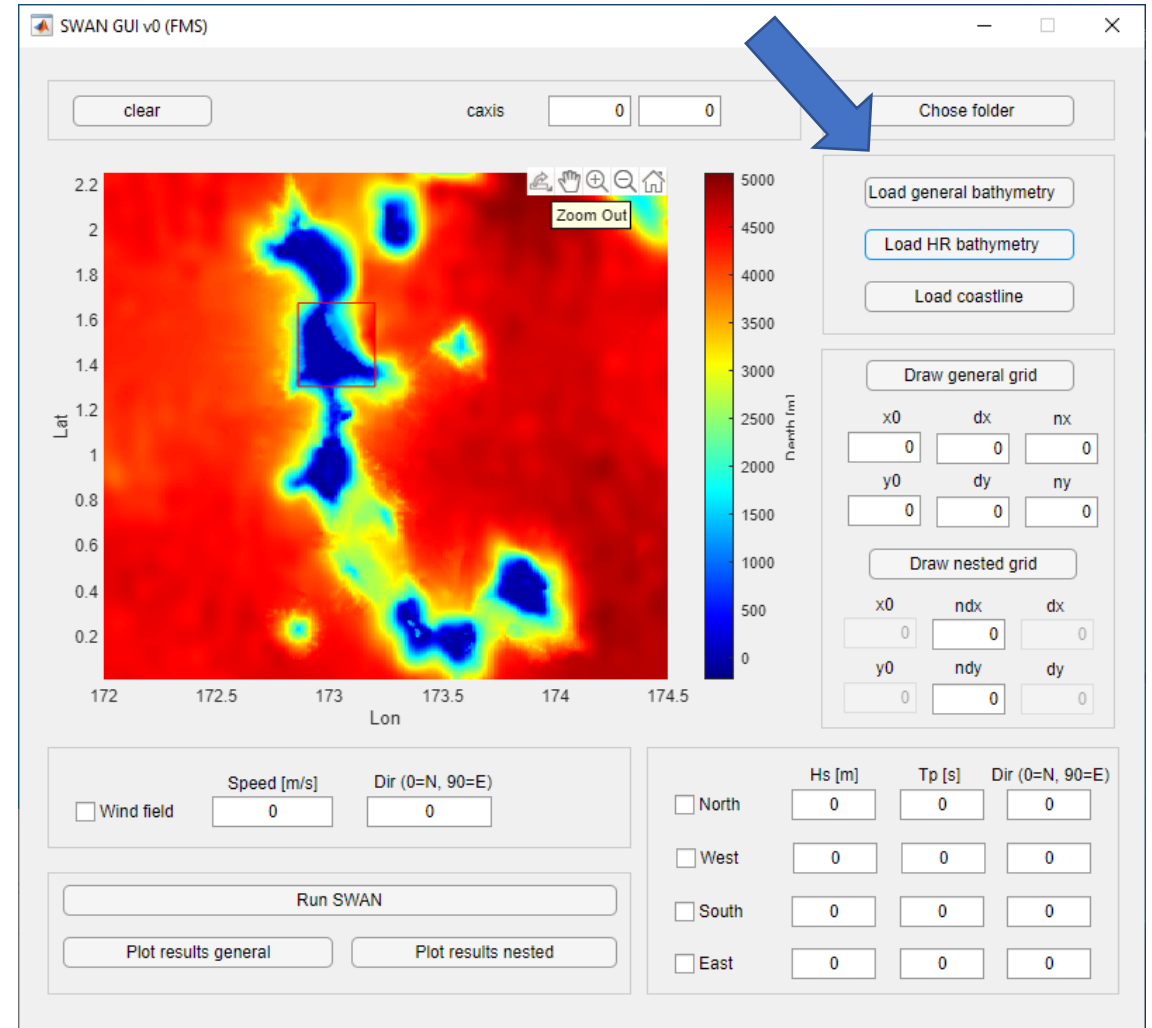 SWAN GUI v0 (FMS)
clear
caxis
0
0
Chose folder
Load general bathymetry
Load HR bathymetry
Load coastline
Zoom Out
2.2
2
1.8
1.6
1.4
1.2
1
0.8
0.6
0.4
0.2
Lat
172
172.5
173
173.5
174
174.5
Lon
5000
4500
4000
3500
3000
2500
2000
1500
1000
500
0
Depth [m]
Draw general grid
x0 dx nx
0 0 0
y0 dy ny
0 0 0
Draw nested grid
x0 ndx dx
0 0 0
y0 ndy dy
0 0 0
Speed [m/s] Dir (0=N, 90=E)
Wind field 0 0
Run SWAN
Plot results general
Plot results nested
Hs [m] Tp [s] Dir (0=N, 90=E)
North 0 0 0
West 0 0 0
South 0 0 0
East 0 0 0